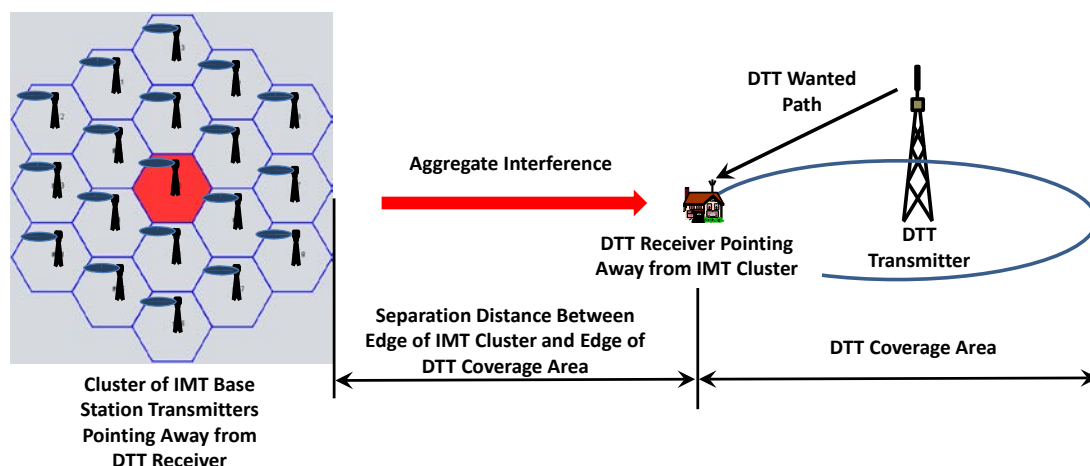 DTT Wanted
Path
Aggregate Interference
DTT Receiver Pointing
Away from IMT Cluster
DTT
Transmitter
Separation Distance Between
Edge of IMT Cluster and Edge of
DTT Coverage Area
DTT Coverage Area
Cluster of IMT Base
Station Transmitters
Pointing Away from
DTT Receiver